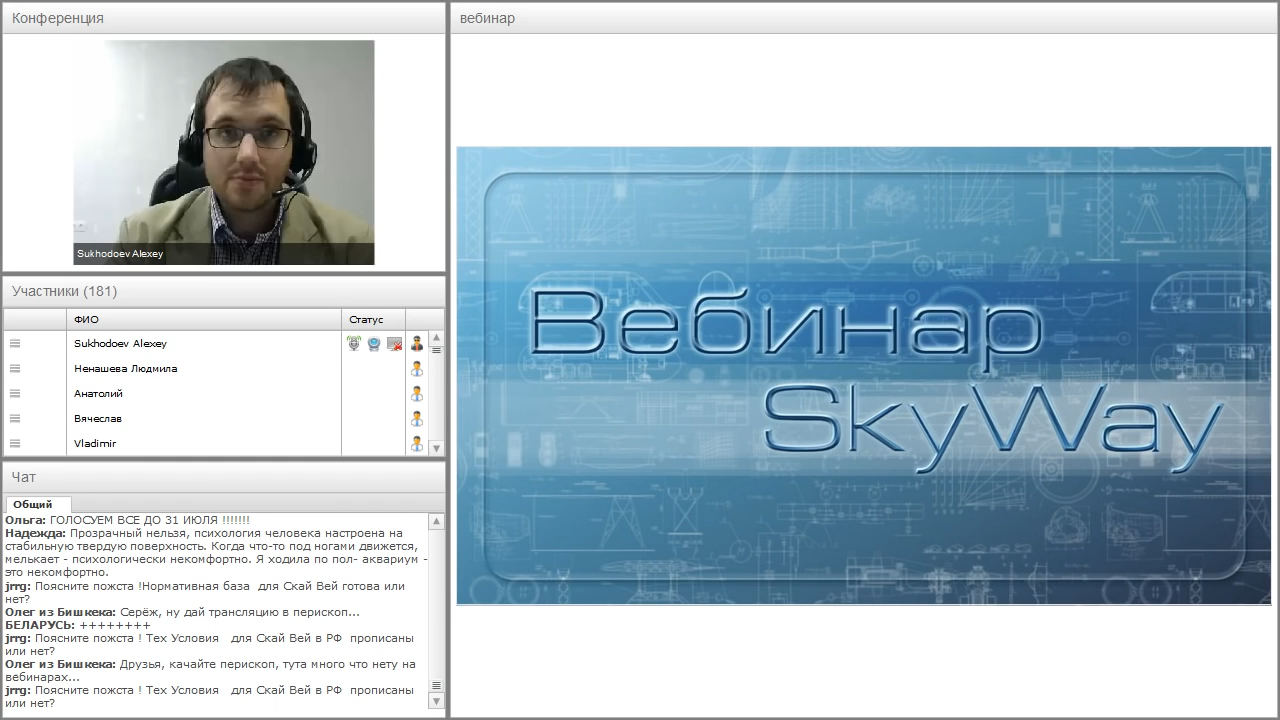 Конференция
Sukhodoev Alexey
Участники (181)
ФИО Статус
Sukhodoev Alexey
Ненашева Людмила
Анатолий
Вячеслав
Vladimir
Чат
Общий
Ольга: ГОЛОСУЕМ ВСЕ ДО 31 ИЮЛЯ !!!!!!!
Надежда: Прозрачный нельзя, психология человека настроена на
стабильную твердую поверхность. Когда что-то под ногами движется,
мелькает - психологически некомфортно. Я ходила по пол- аквариум -
это некомфортно.
jrrg: Поясните пожста !Нормативная база для Скай Вей готова или
нет?
Олег из Бишкека: Серёж, ну дай трансляцию в перископ...
БЕЛАРУСЬ: ++++++++
jrrg: Поясните пожста ! Тех Условия для Скай Вей в РФ прописаны
или нет?
Олег из Бишкека: Друзья, качайте перископ, тута много что нету на
вебинарах...
jrrg: Поясните пожста ! Тех Условия для Скай Вей в РФ прописаны
или нет?
вебинар
Вебинар
SkyWay